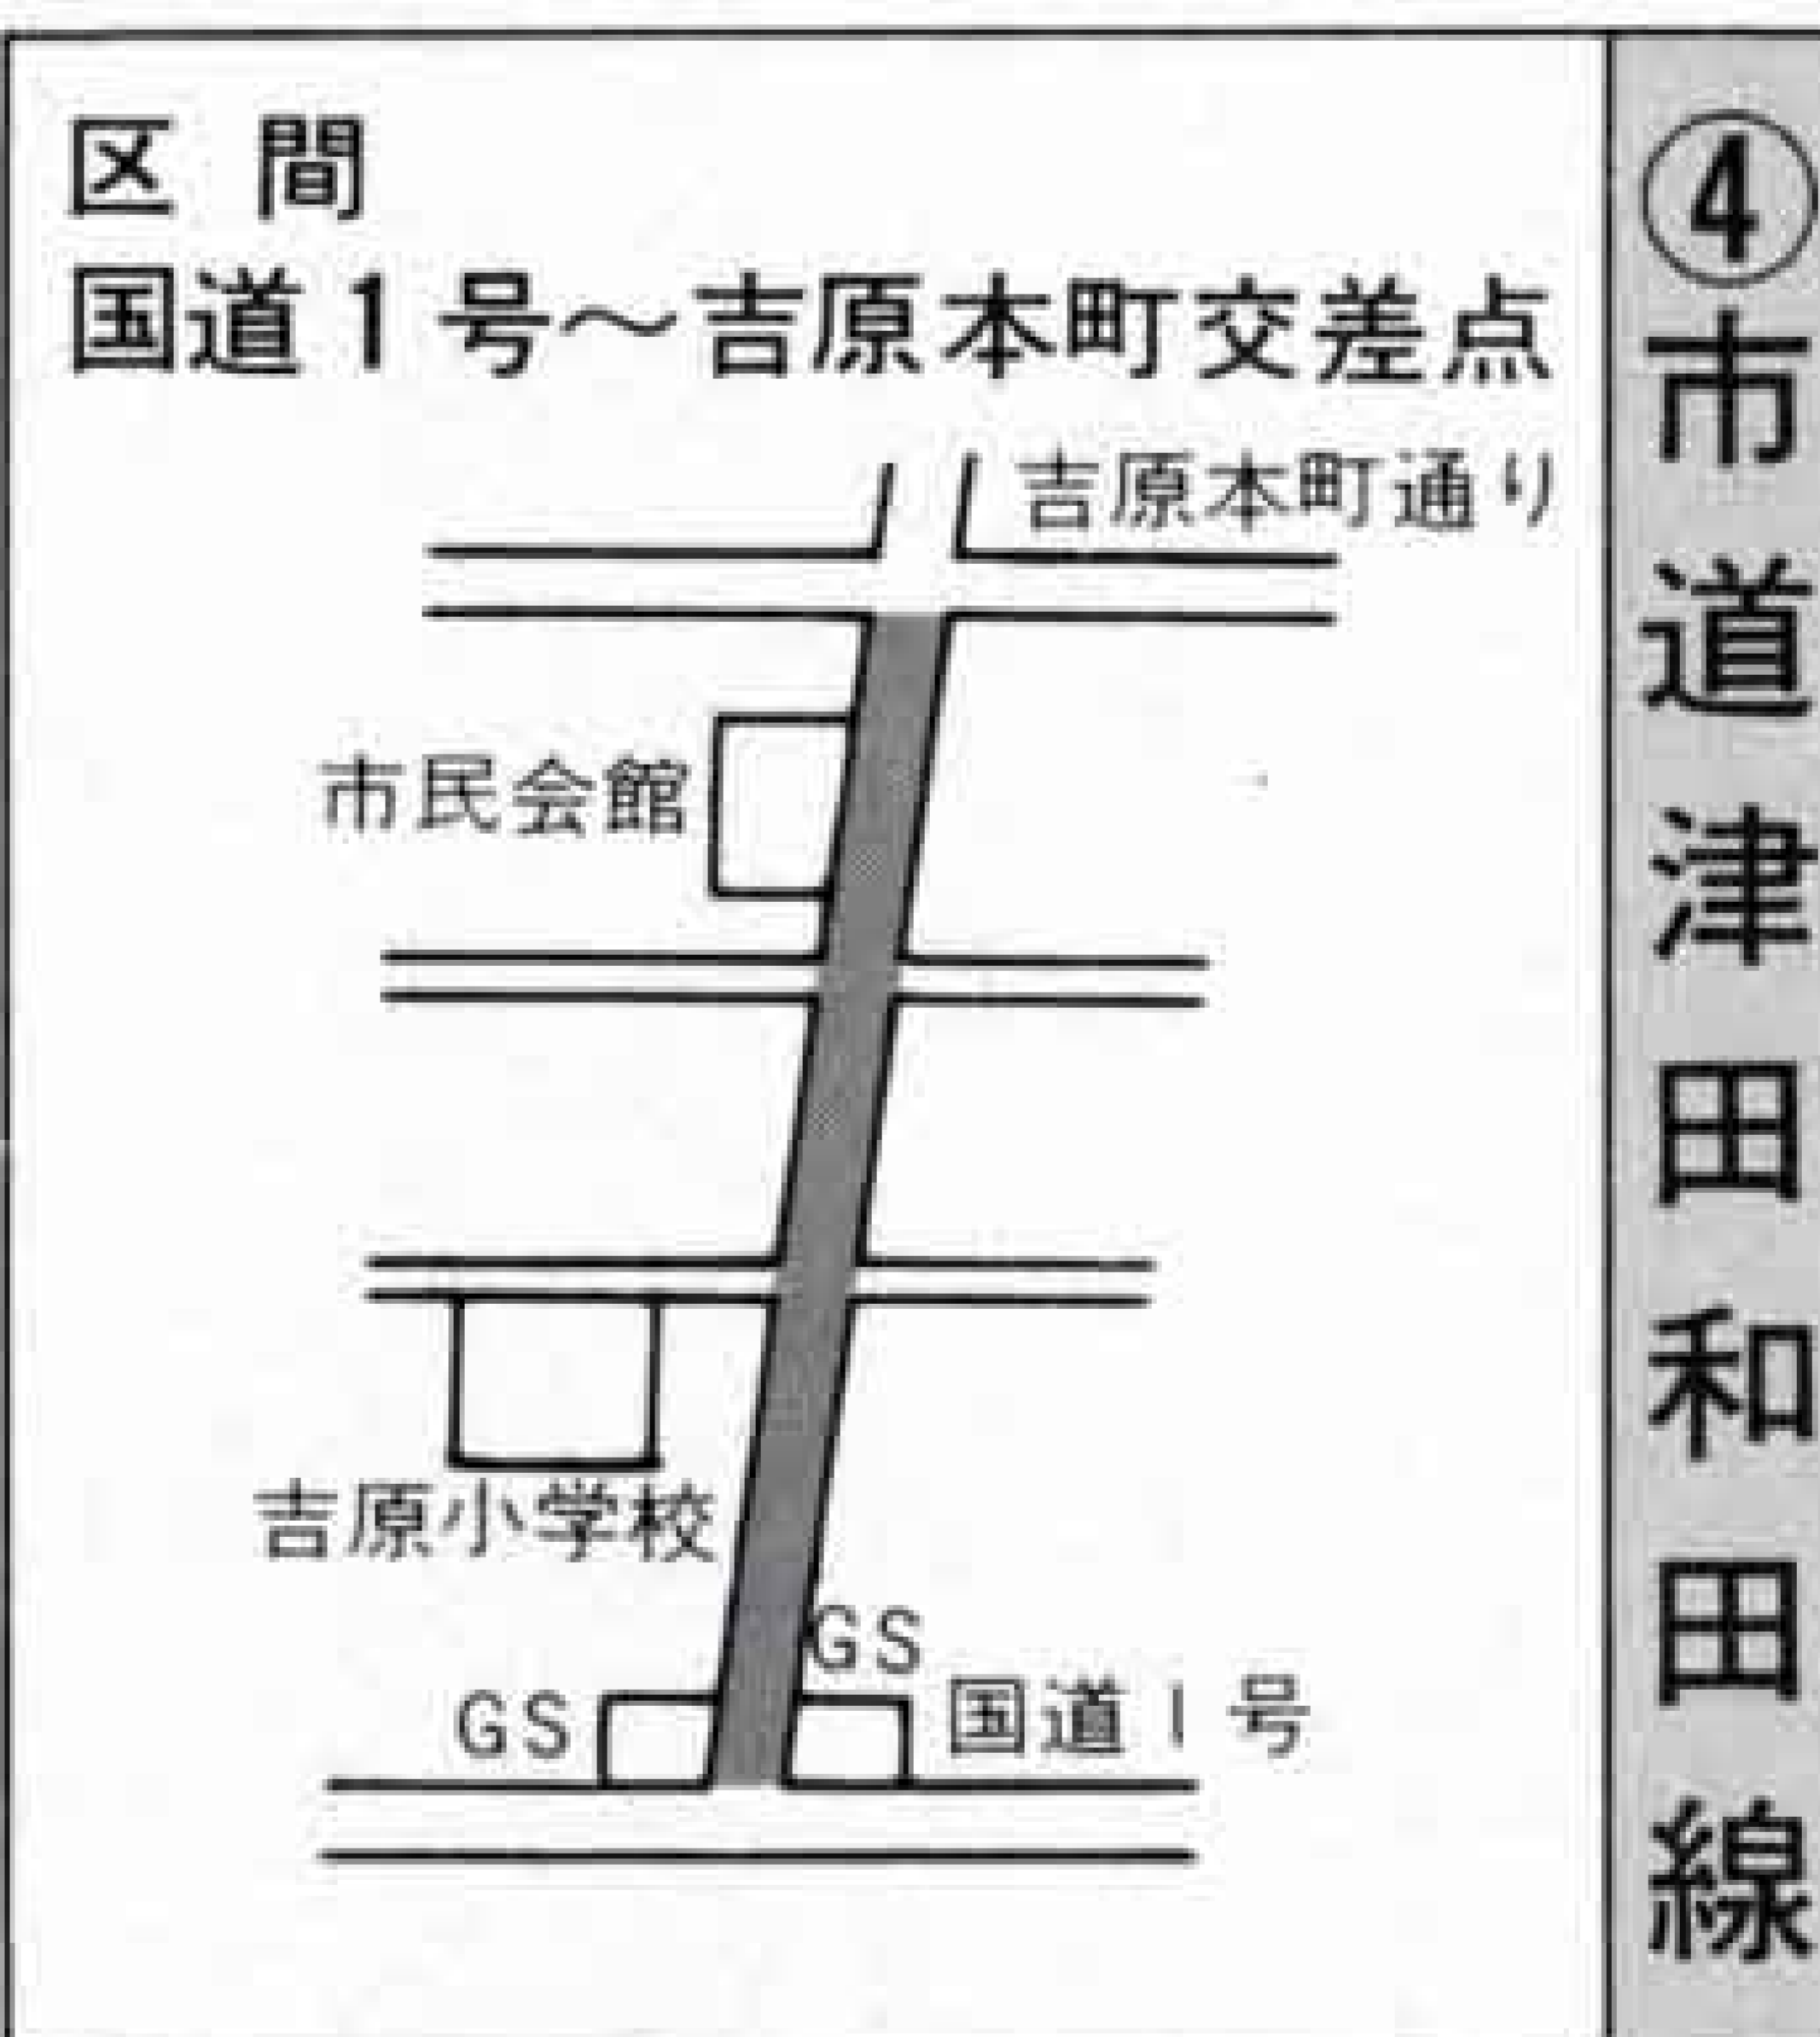 ④市道津田和田線
区間
国道1号～吉原本町交差点
吉原本町通り
市民会館
吉原小学校
GS
GS
国道1号